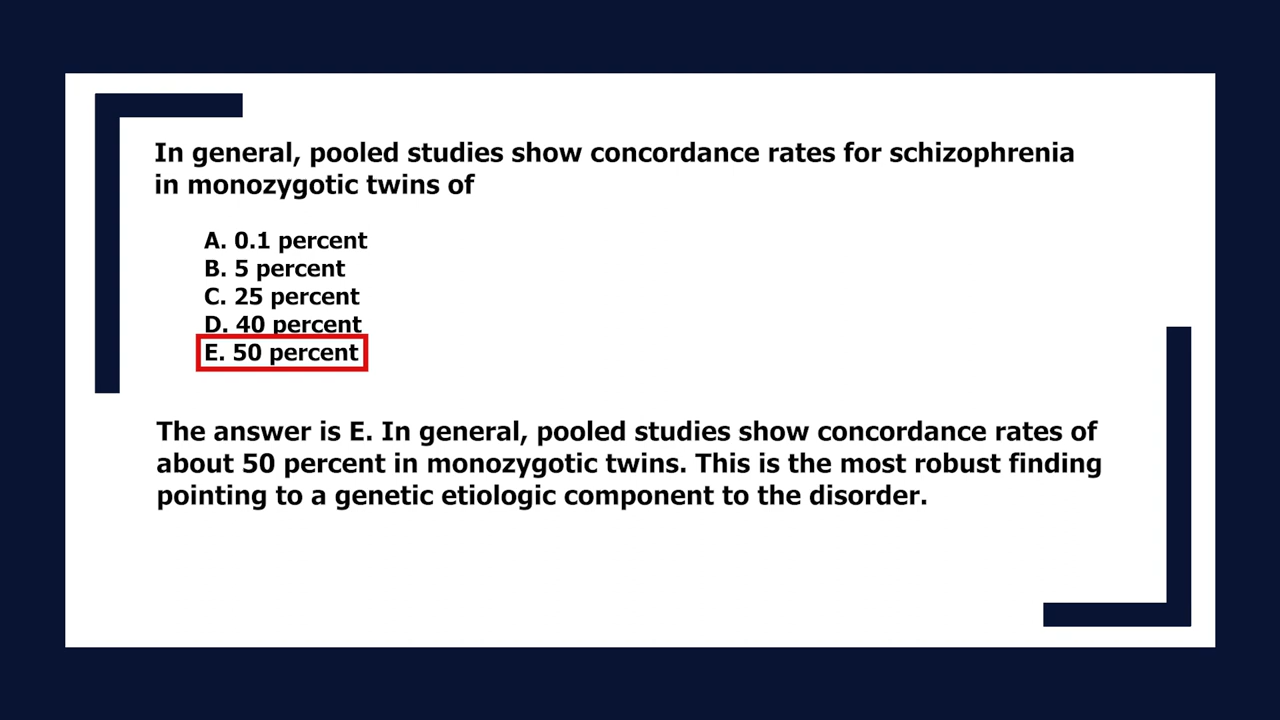 In general, pooled studies show concordance rates for schizophrenia
in monozygotic twins of
A. 0.1 percent
B. 5 percent
C. 25 percent
D. 40 percent
E. 50 percent
The answer is E. In general, pooled studies show concordance rates of
about 50 percent in monozygotic twins. This is the most robust finding
pointing to a genetic etiologic component to the disorder.